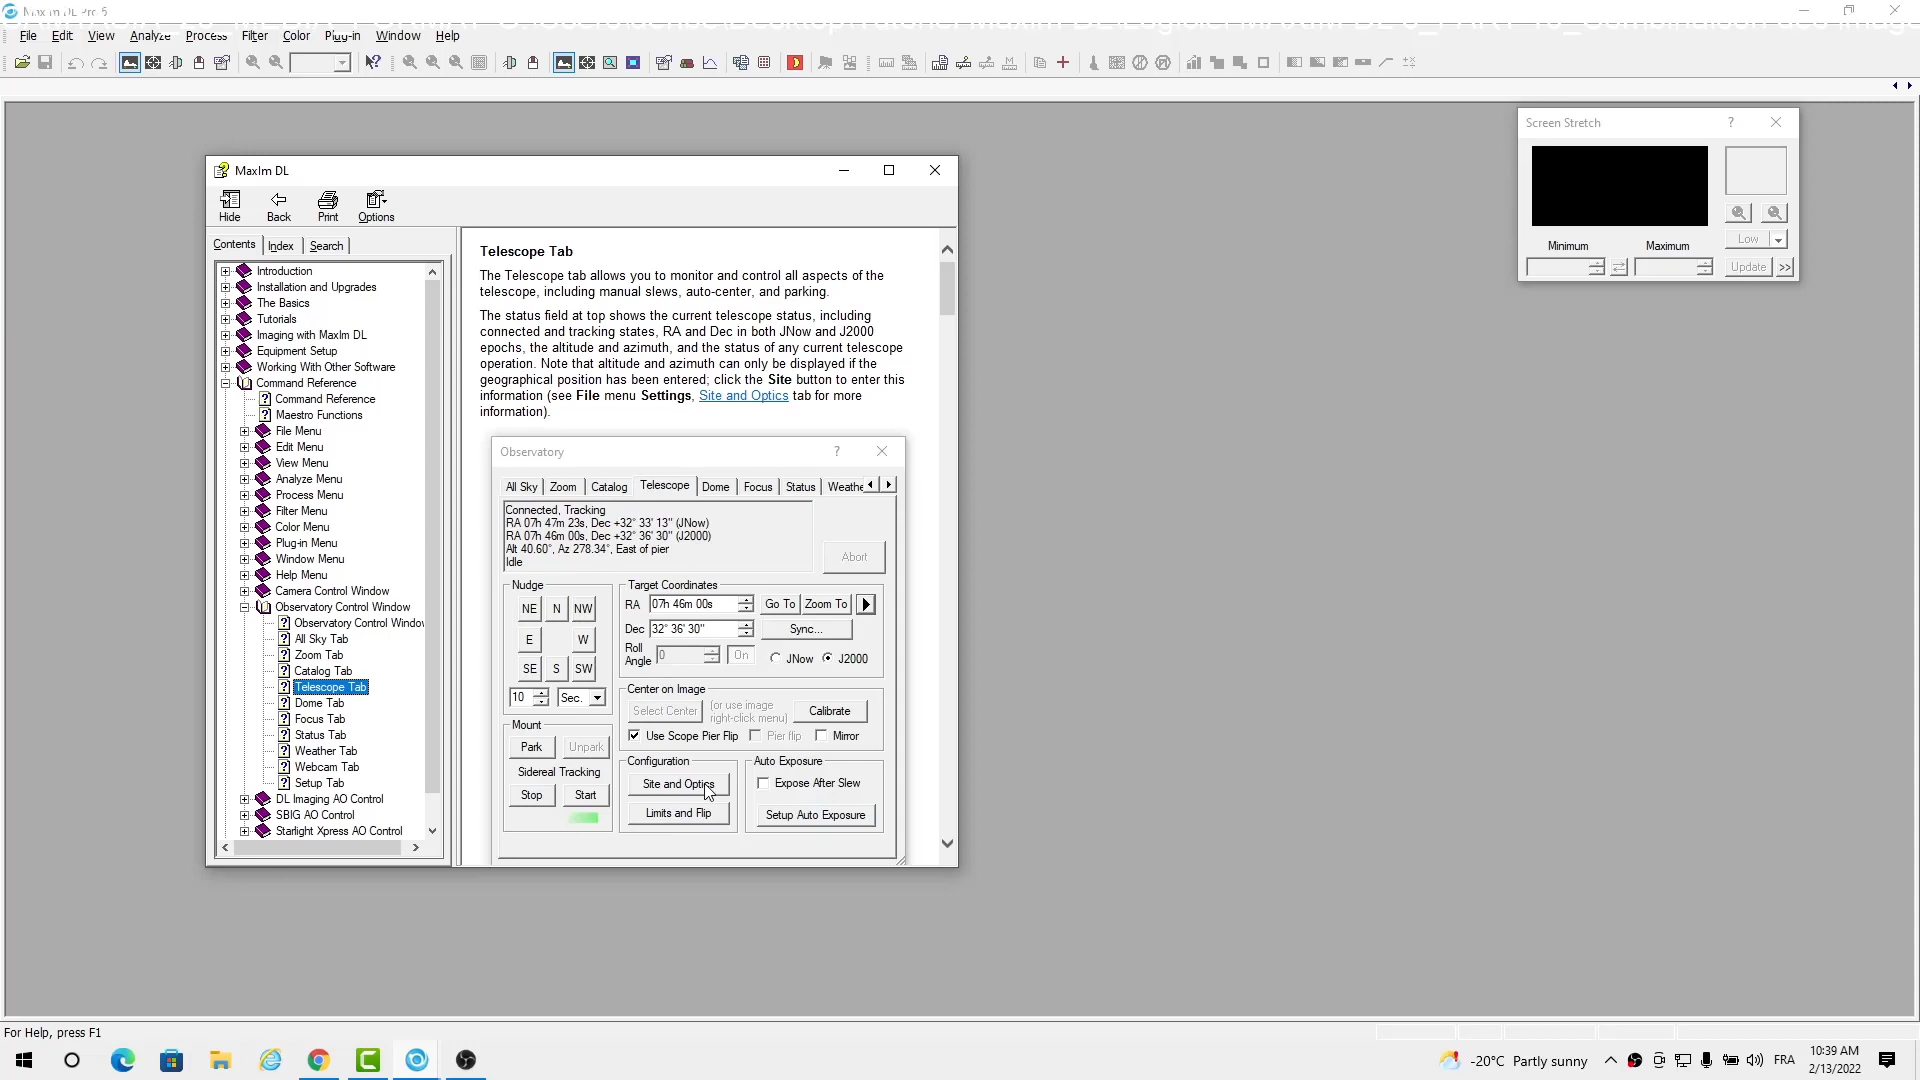 MaxIm DL Pro 5
File Edit View Analyze Process Filter Color Plug-in Window Help
Screen Stretch ?
Minimum Maximum
Low
Update >>
MaxIm DL
Hide Back Print Options
Contents Index Search
Introduction
Installation and Upgrades
The Basics
Tutorials
Imaging with MaxIm DL
Equipment Setup
Working With Other Software
Command Reference
Command Reference
Maestro Functions
File Menu
Edit Menu
View Menu
Analyze Menu
Process Menu
Filter Menu
Color Menu
Plug-in Menu
Window Menu
Help Menu
Camera Control Window
Observatory Control Window
Observatory Control Windov
All Sky Tab
Zoom Tab
Catalog Tab
Telescope Tab
Dome Tab
Focus Tab
Status Tab
Weather Tab
Webcam Tab
Setup Tab
DL Imaging AO Control
SBIG AO Control
Starlight Xpress AO Control
Telescope Tab
The Telescope tab allows you to monitor and control all aspects of the
telescope, including manual slews, auto-center, and parking.
The status field at top shows the current telescope status, including
connected and tracking states, RA and Dec in both JNow and J2000
epochs, the altitude and azimuth, and the status of any current telescope
operation. Note that altitude and azimuth can only be displayed if the
geographical position has been entered; click the Site button to enter this
information (see File menu Settings, Site and Optics tab for more
information).
Observatory ?
All Sky Zoom Catalog Telescope Dome Focus Status Weathe
Connected, Tracking
RA 07h 47m 23s, Dec +32° 33' 13" (JNow)
RA 07h 46m 00s, Dec +32° 36' 30" (J2000)
Alt 40.60°, Az 278.34°, East of pier
Idle
Abort
Nudge
NE N NW
E W
SE S SW
10 Sec.
Target Coordinates
RA 07h 46m 00s Go To Zoom To
Dec 32° 36' 30" Sync...
Roll Angle 0 On JNow J2000
Center on Image
Select Center (or use image right-click menu) Calibrate
Use Scope Pier Flip Pier flip Mirror
Mount
Park Unpark
Sidereal Tracking
Stop Start
Configuration
Site and Optics
Limits and Flip
Auto Exposure
Expose After Slew
Setup Auto Exposure
For Help, press F1
-20°C Partly sunny FRA
10:39 AM
2/13/2022